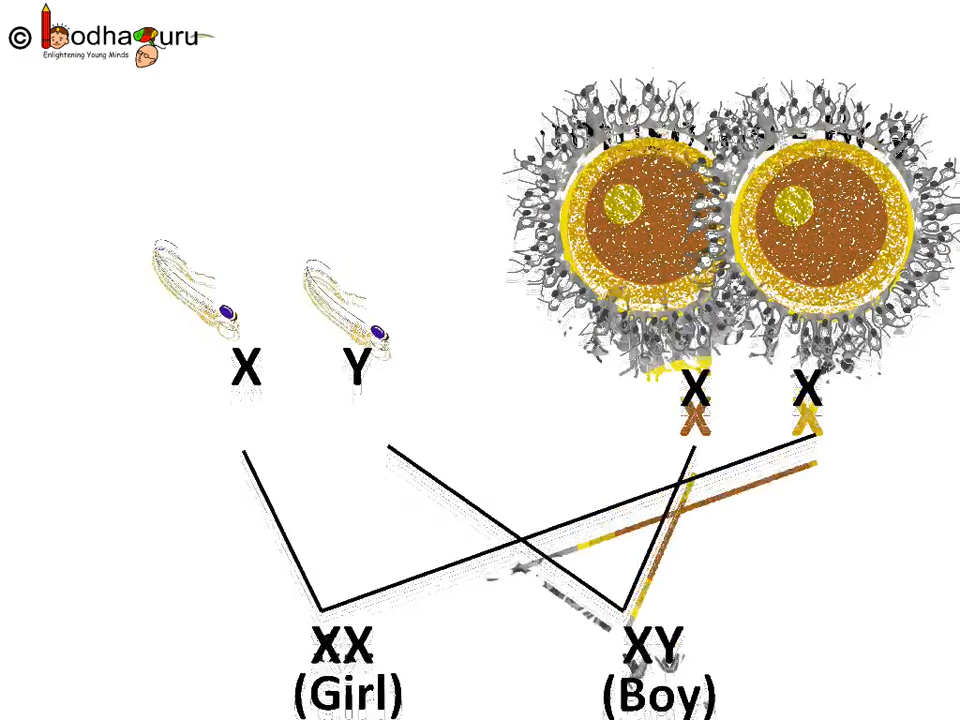 © bodhaguru
Enlightening Young Minds
X Y X X
XX XY
(Girl) (Boy)